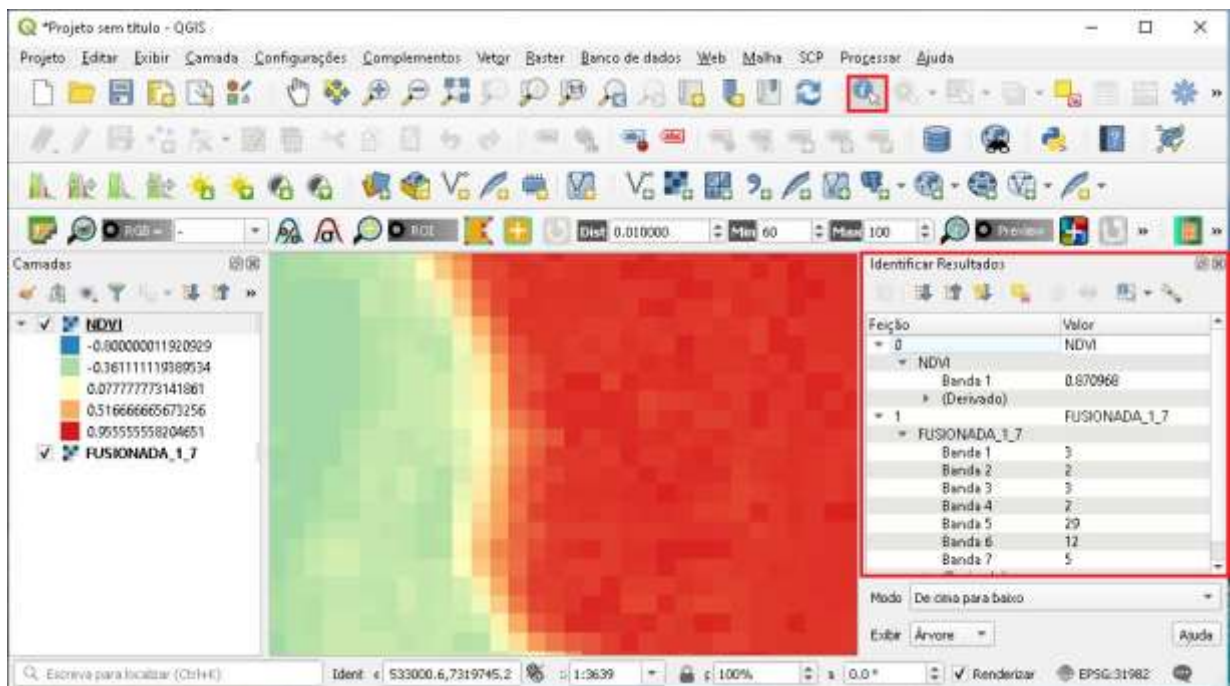 *Projeto sem título - QGIS
Projeto Editar Exibir Camada Configurações Complementos Vetor Raster Banco de dados Web Malha SCP Processar Ajuda
RGB = -
ROI
Dist 0.010000
Min 60
Max 100
Preview
Camadas
NDVI
-0.800000011920929
-0.361111119389534
0.077777773141861
0.516666665673256
0.955555558204651
FUSIONADA_1_7
Identificar Resultados
Feição Valor
0 NDVI
NDVI
Banda 1 0.870968
(Derivado)
1 FUSIONADA_1_7
FUSIONADA_1_7
Banda 1 3
Banda 2 2
Banda 3 3
Banda 4 2
Banda 5 29
Banda 6 12
Banda 7 5
Modo De cima para baixo
Exibir Árvore Ajuda
Escreva para localizar (Ctrl+K) Ident 533000.6,7319745.2 1:3639 100% 0.0 ° Renderizar EPSG:31982